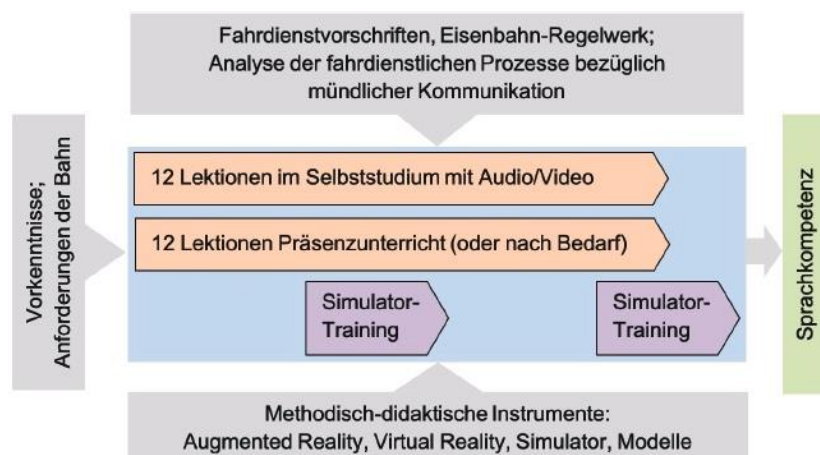 Fahrdienstvorschriften, Eisenbahn-Regelwerk;
Analyse der fahrdienstlichen Prozesse bezüglich
mündlicher Kommunikation
Vorkenntnisse;
Anforderungen der Bahn
12 Lektionen im Selbststudium mit Audio/Video
12 Lektionen Präsenzunterricht (oder nach Bedarf)
Simulator-
Training
Simulator-
Training
Sprachkompetenz
Methodisch-didaktische Instrumente:
Augmented Reality, Virtual Reality, Simulator, Modelle